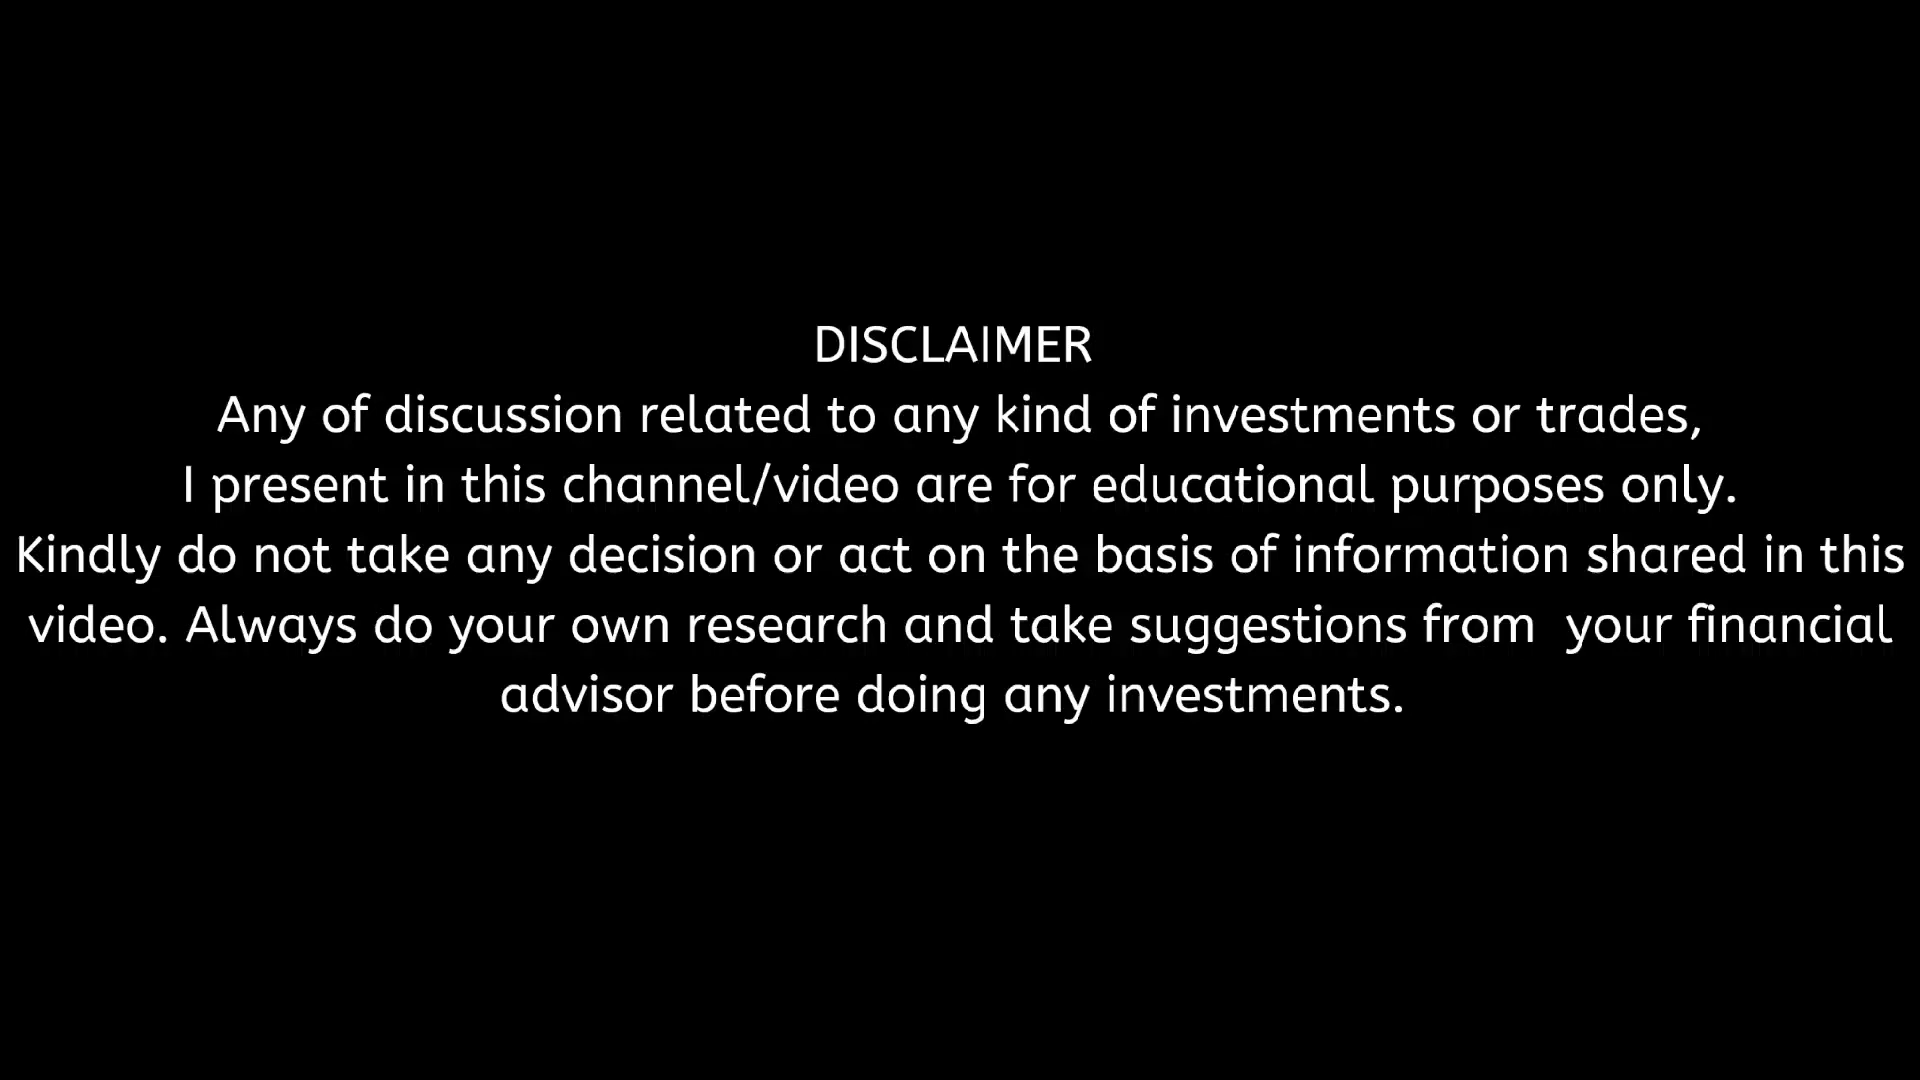 DISCLAIMER
Any of discussion related to any kind of investments or trades,
I present in this channel/video are for educational purposes only.
Kindly do not take any decision or act on the basis of information shared in this
video. Always do your own research and take suggestions from  your financial
advisor before doing any investments.